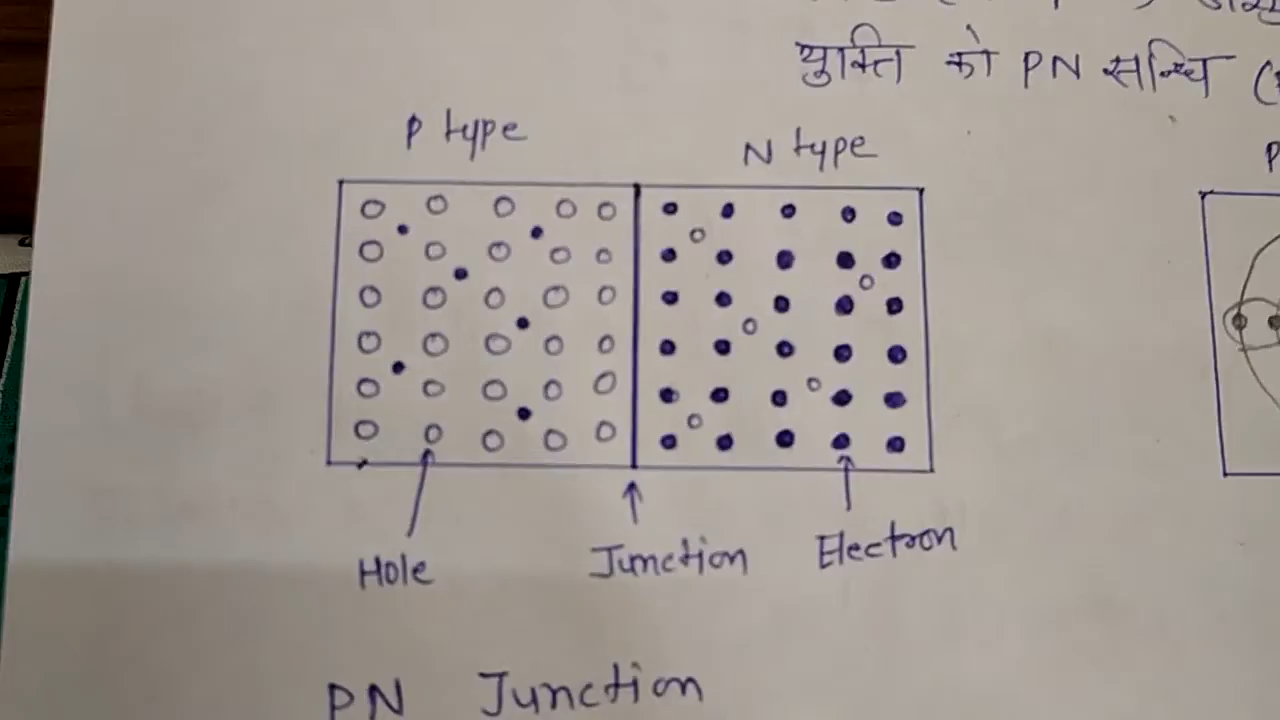 युक्ति को PN सन्धि (
P type
N type
P
Hole
Junction
Electron
PN Junction